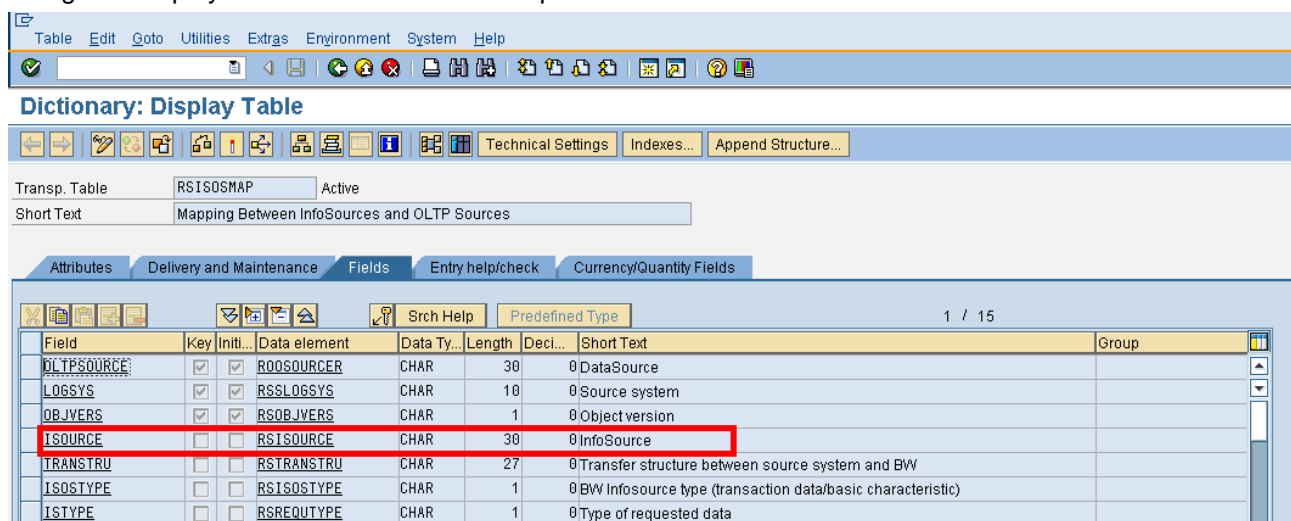 Table Edit Goto Utilities Extras Environment System Help
Dictionary: Display Table
Technical Settings Indexes... Append Structure...
Transp. Table RSISOSMAP Active
Short Text Mapping Between InfoSources and OLTP Sources
Attributes Delivery and Maintenance Fields Entry help/check Currency/Quantity Fields
Srch Help Predefined Type 1 / 15
Field Key Initi... Data element Data Ty... Length Deci... Short Text Group
OLTPSOURCE ROOSOURCER CHAR 30 0 DataSource
LOGSYS RSSLOGSYS CHAR 10 0 Source system
OBJVERS RSOBJVERS CHAR 1 0 Object version
ISOURCE RSISOURCE CHAR 30 0 InfoSource
TRANSTRU RSTRANSTRU CHAR 27 0 Transfer structure between source system and BW
ISOSTYPE RSISOSTYPE CHAR 1 0 BW Infosource type (transaction data/basic characteristic)
ISTYPE RSREQUTYPE CHAR 1 0 Type of requested data